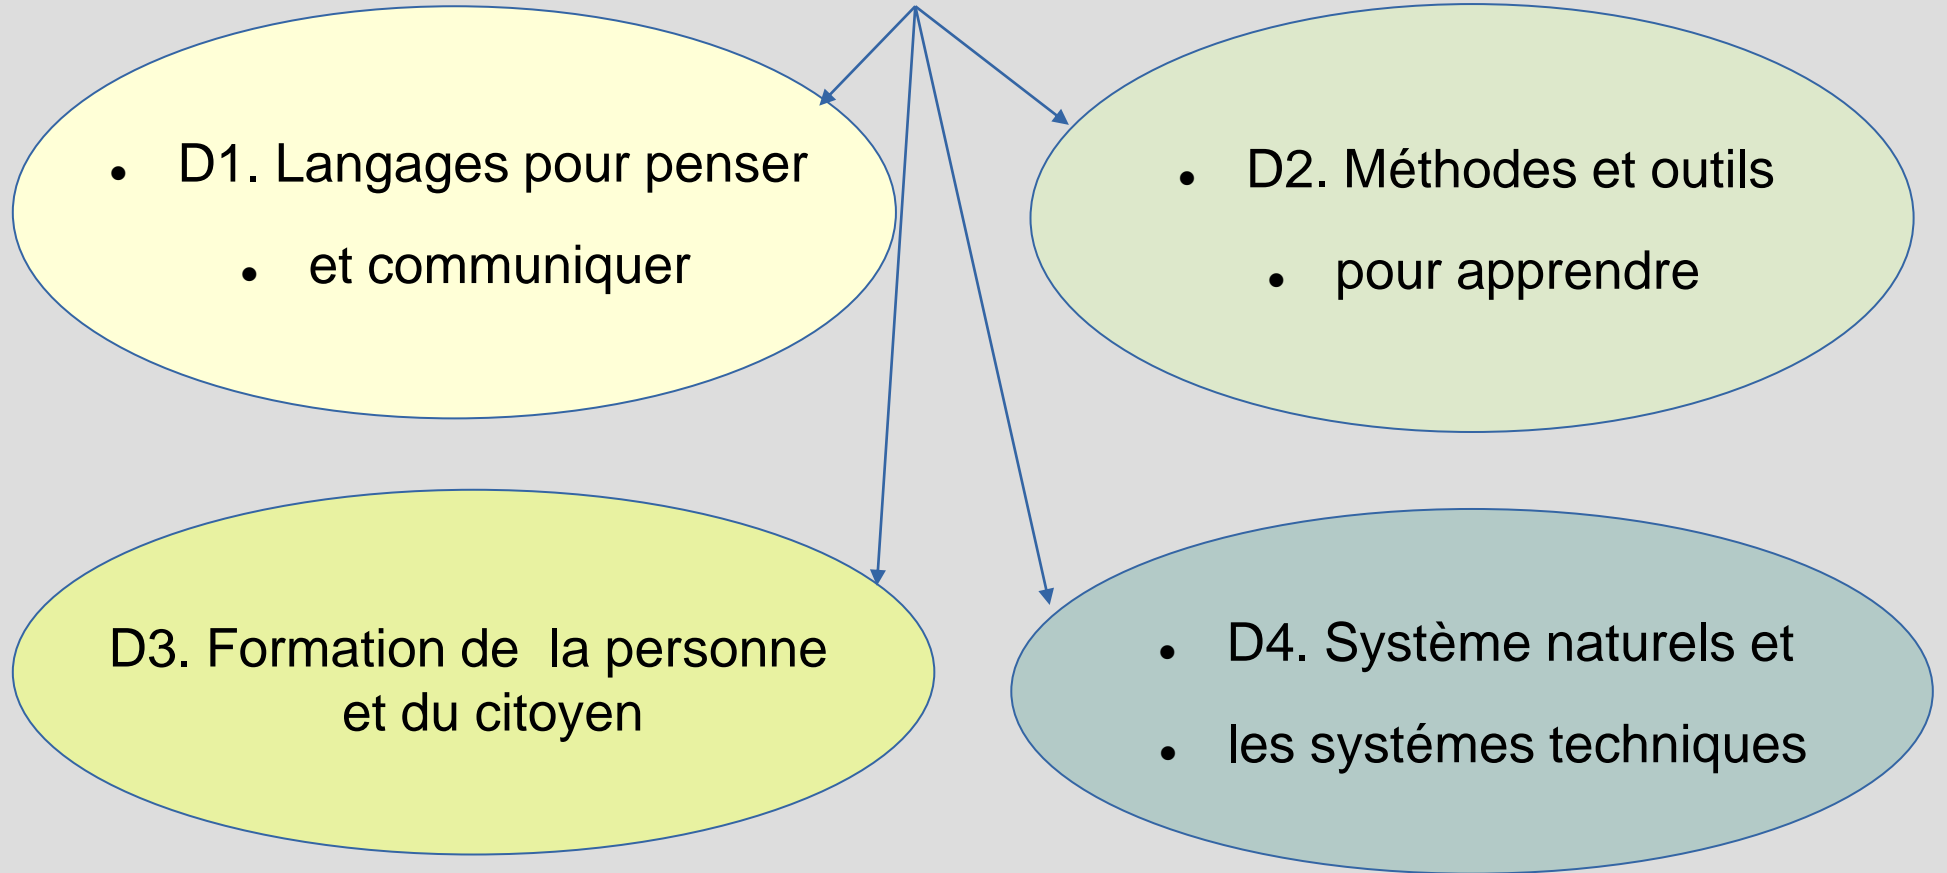 • D1. Langages pour penser
• et communiquer
• D2. Méthodes et outils
• pour apprendre
D3. Formation de  la personne
et du citoyen
• D4. Système naturels et
• les systémes techniques